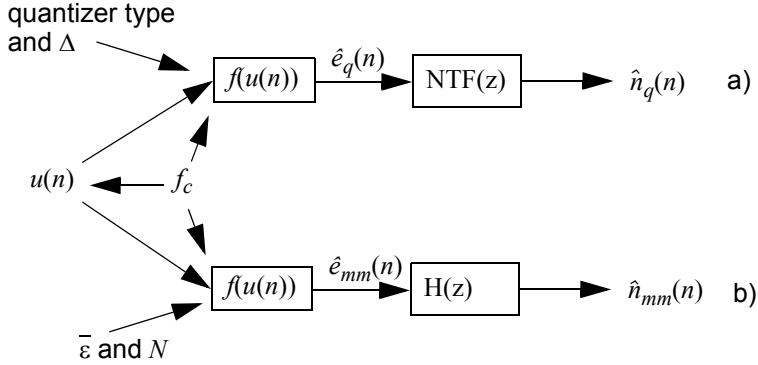 quantizer type
and Δ
f(u(n))
ê_q(n)
NTF(z)
n̂_q(n)
a)
u(n)
f_c
f(u(n))
ê_mm(n)
H(z)
n̂_mm(n)
b)
ε̅ and N